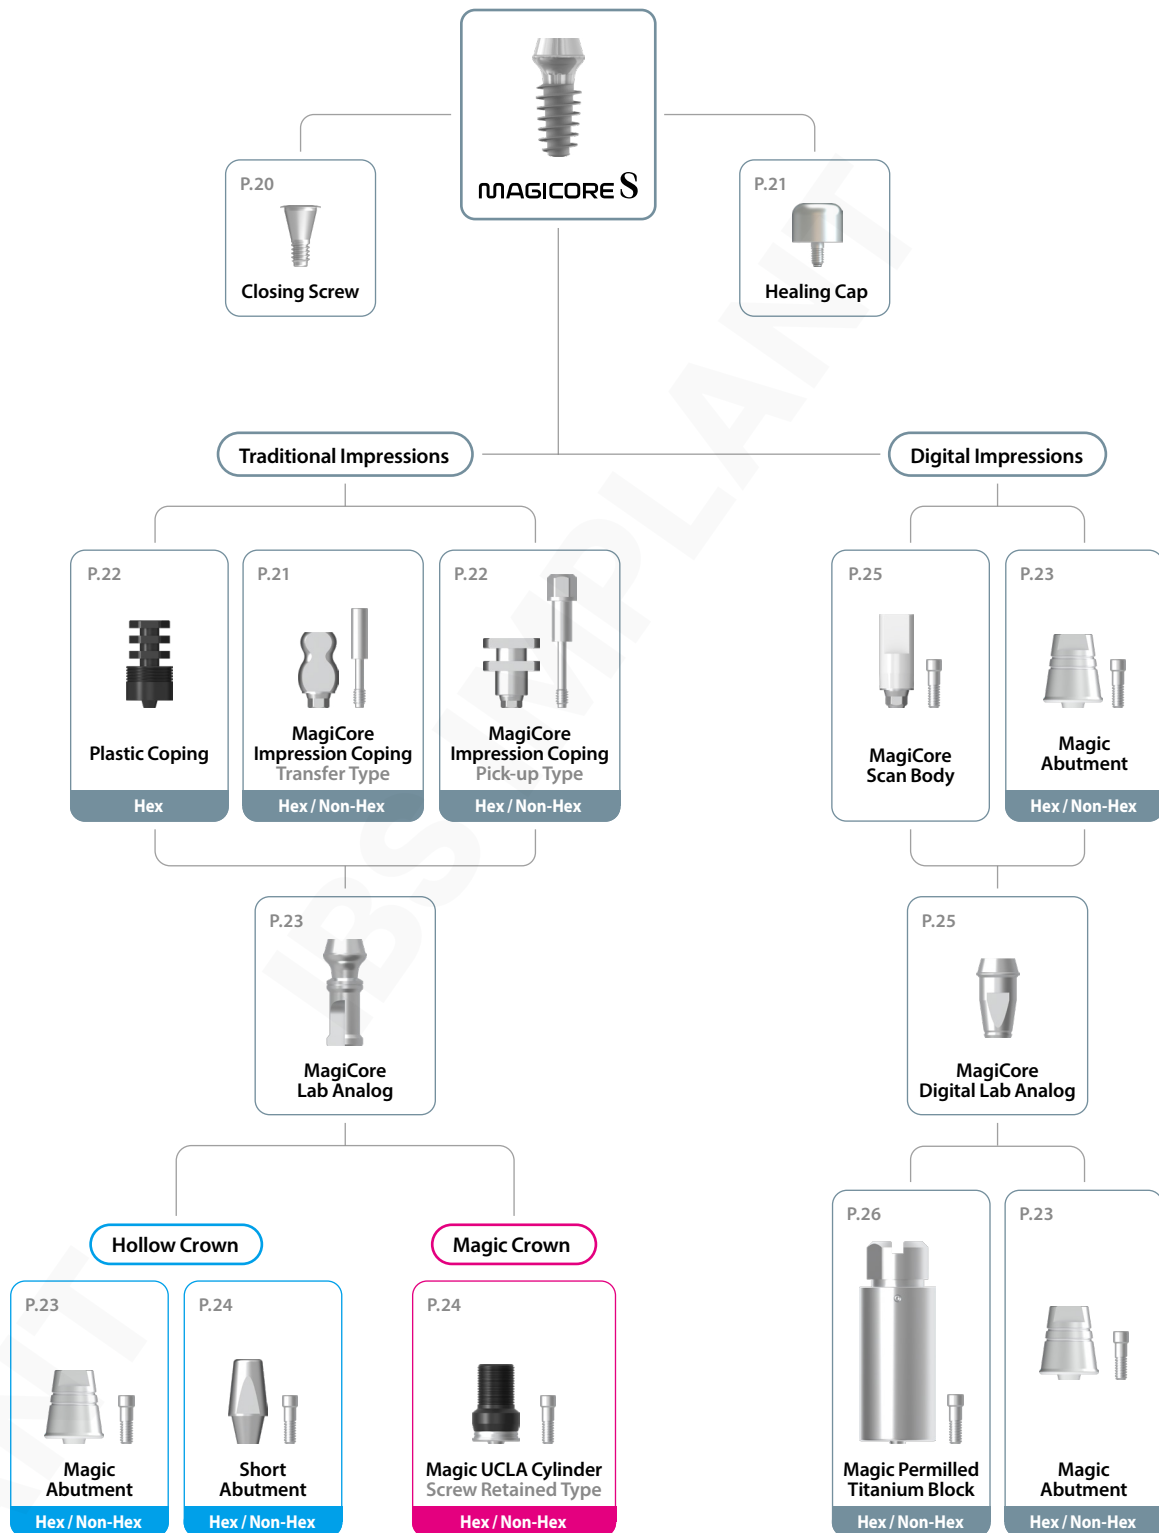 MAGICORE S
P.20
Closing Screw
P.21
Healing Cap
Traditional Impressions
Digital Impressions
P.22
Plastic Coping
Hex
P.21
MagiCore
Impression Coping
Transfer Type
Hex / Non-Hex
P.22
MagiCore
Impression Coping
Pick-up Type
Hex / Non-Hex
P.25
MagiCore
Scan Body
P.23
Magic
Abutment
Hex / Non-Hex
P.23
MagiCore
Lab Analog
P.25
MagiCore
Digital Lab Analog
Hollow Crown
Magic Crown
P.23
Magic
Abutment
Hex / Non-Hex
P.24
Short
Abutment
Hex / Non-Hex
P.24
Magic UCLA Cylinder
Screw Retained Type
Hex / Non-Hex
P.26
Magic Permilled
Titanium Block
Hex / Non-Hex
P.23
Magic
Abutment
Hex / Non-Hex
IBS IMPLANT